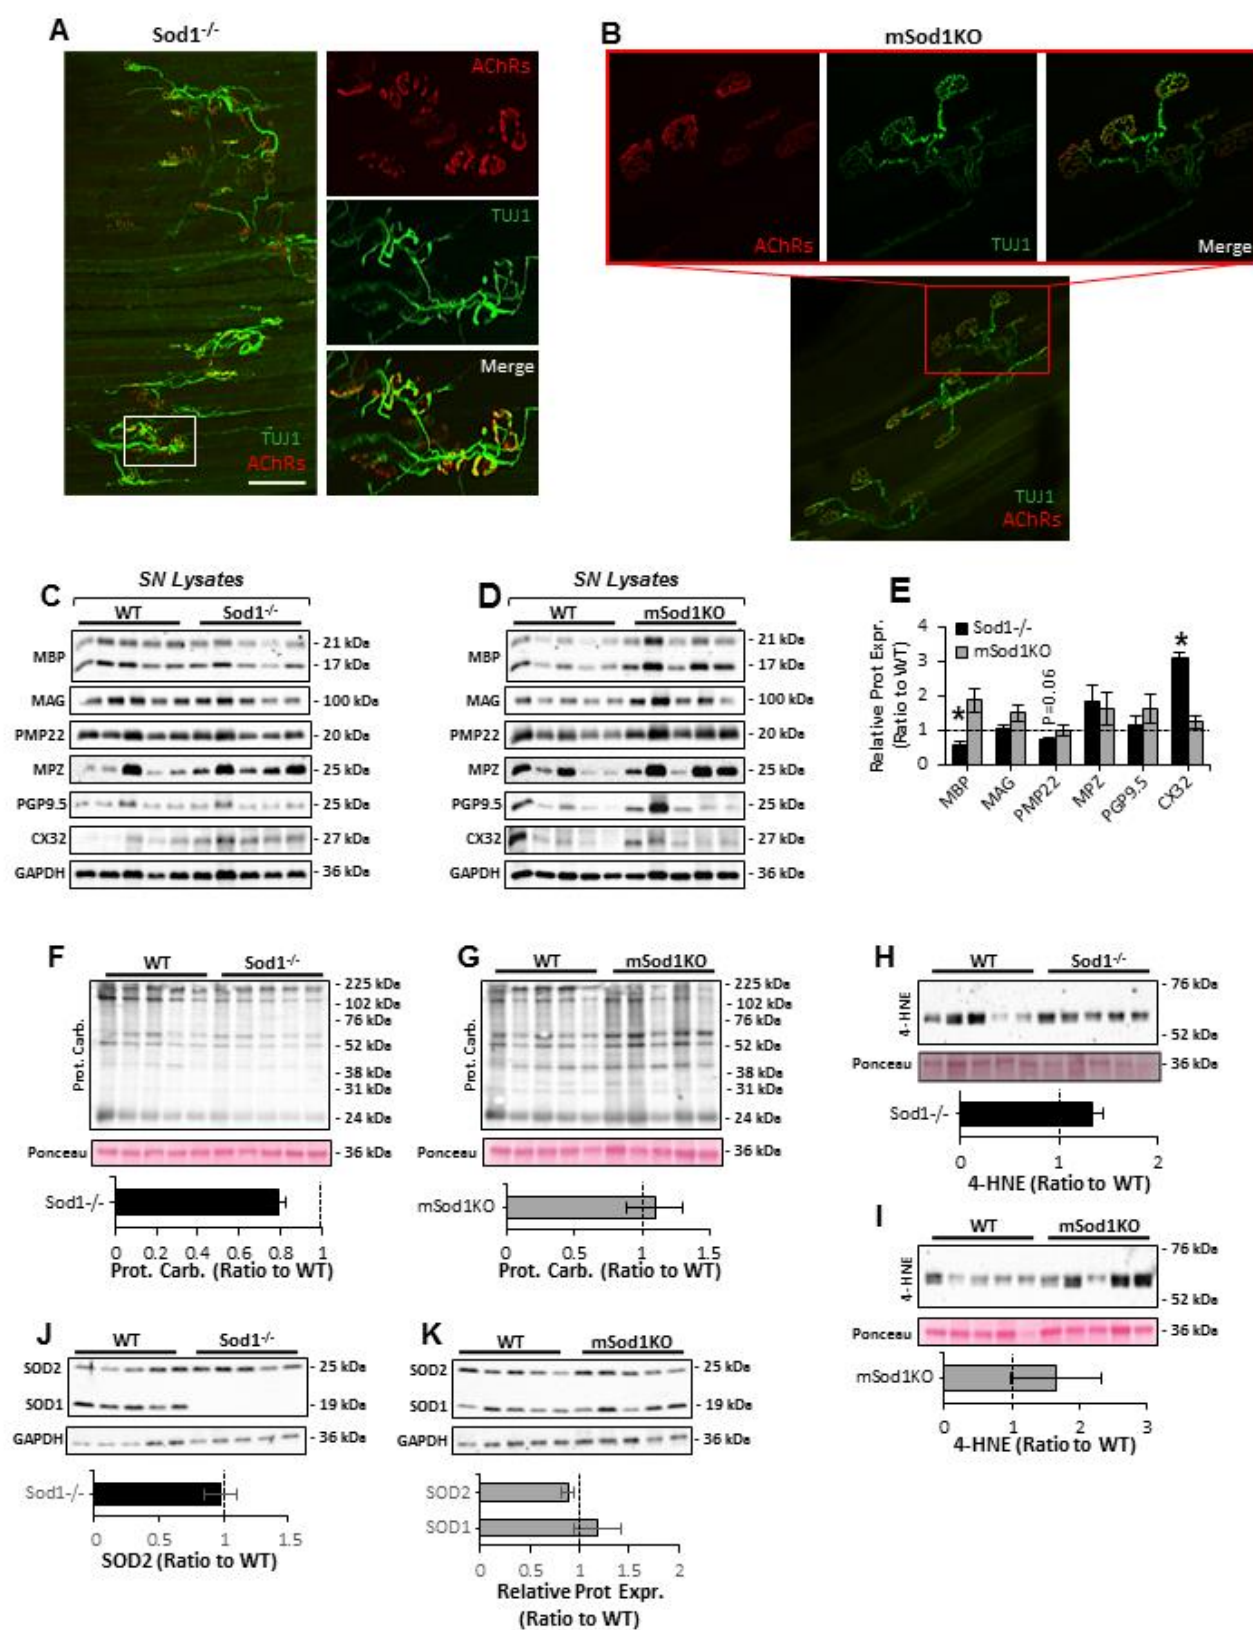 A
Sod1-/-
AChRs
TUJ1
Merge
TUJ1
AChRs
B
mSod1KO
AChRs
TUJ1
Merge
TUJ1
AChRs
C
SN Lysates
WT
Sod1-/-
MBP
- 21 kDa
- 17 kDa
MAG
- 100 kDa
PMP22
- 20 kDa
MPZ
- 25 kDa
PGP9.5
- 25 kDa
CX32
- 27 kDa
GAPDH
- 36 kDa
D
SN Lysates
WT
mSod1KO
MBP
- 21 kDa
- 17 kDa
MAG
- 100 kDa
PMP22
- 20 kDa
MPZ
- 25 kDa
PGP9.5
- 25 kDa
CX32
- 27 kDa
GAPDH
- 36 kDa
E
Relative Prot Expr.
(Ratio to WT)
4
3
2
1
0
Sod1-/-
mSod1KO
*
P=0.06
*
MBP
MAG
PMP22
MPZ
PGP9.5
CX32
F
WT
Sod1-/-
Prot. Carb.
- 225 kDa
- 102 kDa
- 76 kDa
- 52 kDa
- 38 kDa
- 31 kDa
- 24 kDa
Ponceau
- 36 kDa
Sod1-/-
0 0.2 0.4 0.6 0.8 1
Prot. Carb. (Ratio to WT)
G
WT
mSod1KO
Prot. Carb.
- 225 kDa
- 102 kDa
- 76 kDa
- 52 kDa
- 38 kDa
- 31 kDa
- 24 kDa
Ponceau
- 36 kDa
mSod1KO
0 0.5 1 1.5
Prot. Carb. (Ratio to WT)
H
WT
Sod1-/-
4-HNE
- 76 kDa
- 52 kDa
Ponceau
- 36 kDa
Sod1-/-
0 1 2
4-HNE (Ratio to WT)
I
WT
mSod1KO
4-HNE
- 76 kDa
- 52 kDa
Ponceau
- 36 kDa
mSod1KO
0 1 2 3
4-HNE (Ratio to WT)
J
WT
Sod1-/-
SOD2
- 25 kDa
SOD1
- 19 kDa
GAPDH
- 36 kDa
Sod1-/-
0 0.5 1 1.5
SOD2 (Ratio to WT)
K
WT
mSod1KO
SOD2
- 25 kDa
SOD1
- 19 kDa
GAPDH
- 36 kDa
SOD2
SOD1
0 0.5 1 1.5 2
Relative Prot Expr.
(Ratio to WT)